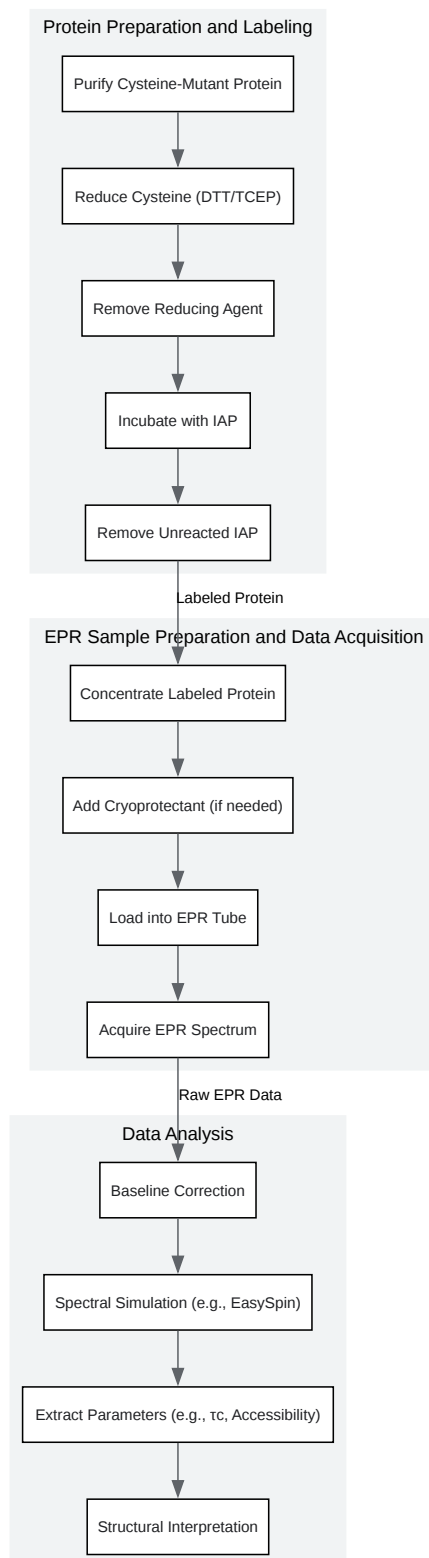 Protein Preparation and Labeling
Purify Cysteine-Mutant Protein
Reduce Cysteine (DTT/TCEP)
Remove Reducing Agent
Incubate with IAP
Remove Unreacted IAP
Labeled Protein
EPR Sample Preparation and Data Acquisition
Concentrate Labeled Protein
Add Cryoprotectant (if needed)
Load into EPR Tube
Acquire EPR Spectrum
Raw EPR Data
Data Analysis
Baseline Correction
Spectral Simulation (e.g., EasySpin)
Extract Parameters (e.g., τc, Accessibility)
Structural Interpretation